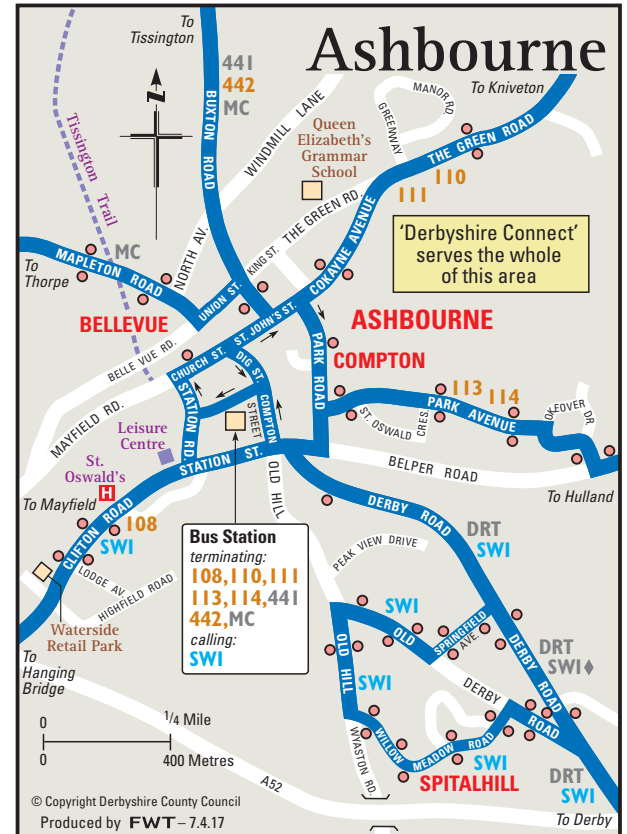 To
Tissington
Ashbourne
441
442
MC
To Kniveton
MANOR RD.
GREENWAY
WINDMILL LANE
BUXTON ROAD
N
Queen
Elizabeth's
Grammar
School
THE GREEN ROAD
110
111
Tissington Trail
THE GREEN RD.
KING ST.
COKAYNE AVENUE
'Derbyshire Connect'
serves the whole
of this area
MC
MAPLETON ROAD
To
Thorpe
NORTH AV.
UNION ST.
BELLEVUE
ST. JOHN'S ST.
ASHBOURNE
COMPTON
BELLE VUE RD.
CHURCH ST.
DIG ST.
PARK ROAD
113
114
PARK AVENUE
OKEOVER DR.
ST. OSWALD CRES.
MAYFIELD RD.
STATION RD.
COMPTON
STREET
Leisure
Centre
STATION ST.
BELPER ROAD
To Hulland
St.
Oswald's
H
To Mayfield
OLD HILL
108
SWI
CLIFTON ROAD
DERBY ROAD
DRT
SWI
LODGE AV.
HIGHFIELD ROAD
Bus Station
terminating:
108,110,111
113,114,441
442,MC
calling:
SWI
PEAK VIEW DRIVE
SWI
OLD
SPRINGFIELD
AVE.
DERBY ROAD
Waterside
Retail Park
OLD HILL
SWI
DERBY
ROAD
DRT
SWI♦
To
Hanging
Bridge
WILLOW
MEADOW
ROAD
SWI
SPITALHILL
WYASTON RD.
0
1/4 Mile
0
400 Metres
A52
DRT
SWI
To Derby
© Copyright Derbyshire County Council
Produced by FWT – 7.4.17